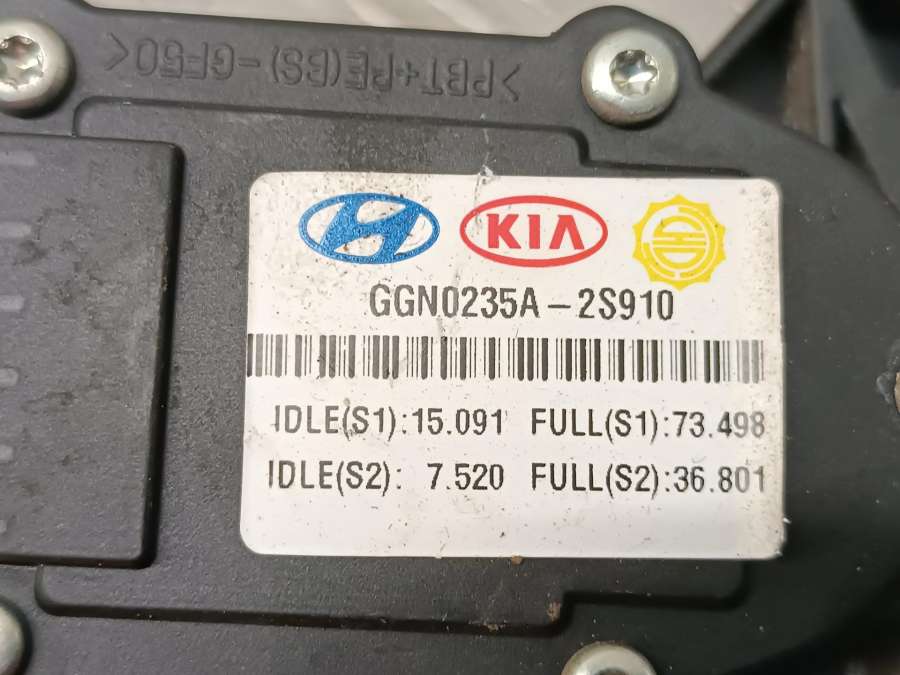 >PBT+PE(BS)-GF50<
KIA
GGN0235A-2S910
IDLE(S1):15.091 FULL(S1):73.498
IDLE(S2): 7.520 FULL(S2):36.801